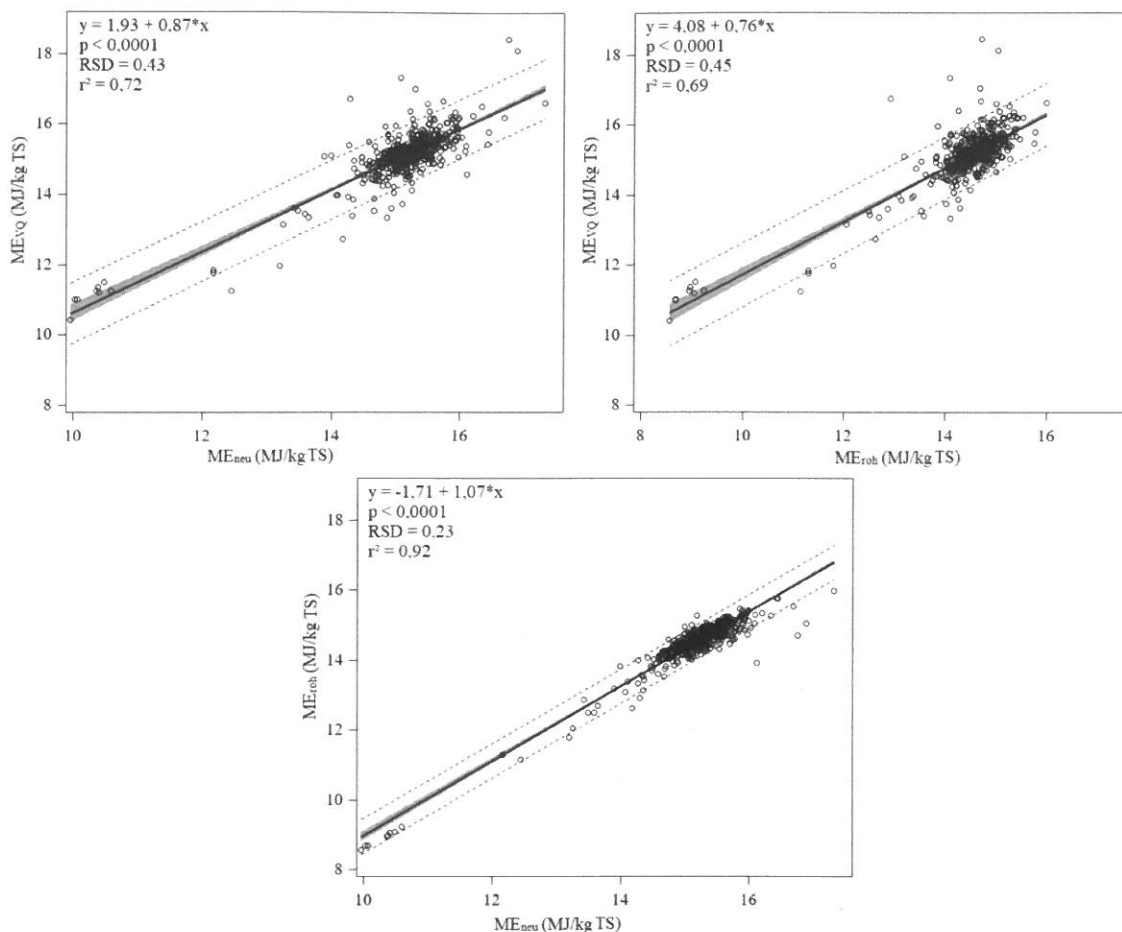 y = 1.93 + 0.87*x
p < 0,0001
RSD = 0.43
r² = 0,72
18
16
14
12
10
8
MEVQ (MJ/kg TS)
10 12 14 16
MEneu (MJ/kg TS)
y = 4.08 + 0,76*x
p < 0,0001
RSD = 0,45
r² = 0,69
18
16
14
12
10
8
MEVQ (MJ/kg TS)
8 10 12 14 16
MEroh (MJ/kg TS)
y = -1,71 + 1,07*x
p < 0,0001
RSD = 0,23
r² = 0,92
18
16
14
12
10
8
MEroh (MJ/kg TS)
10 12 14 16
MEneu (MJ/kg TS)